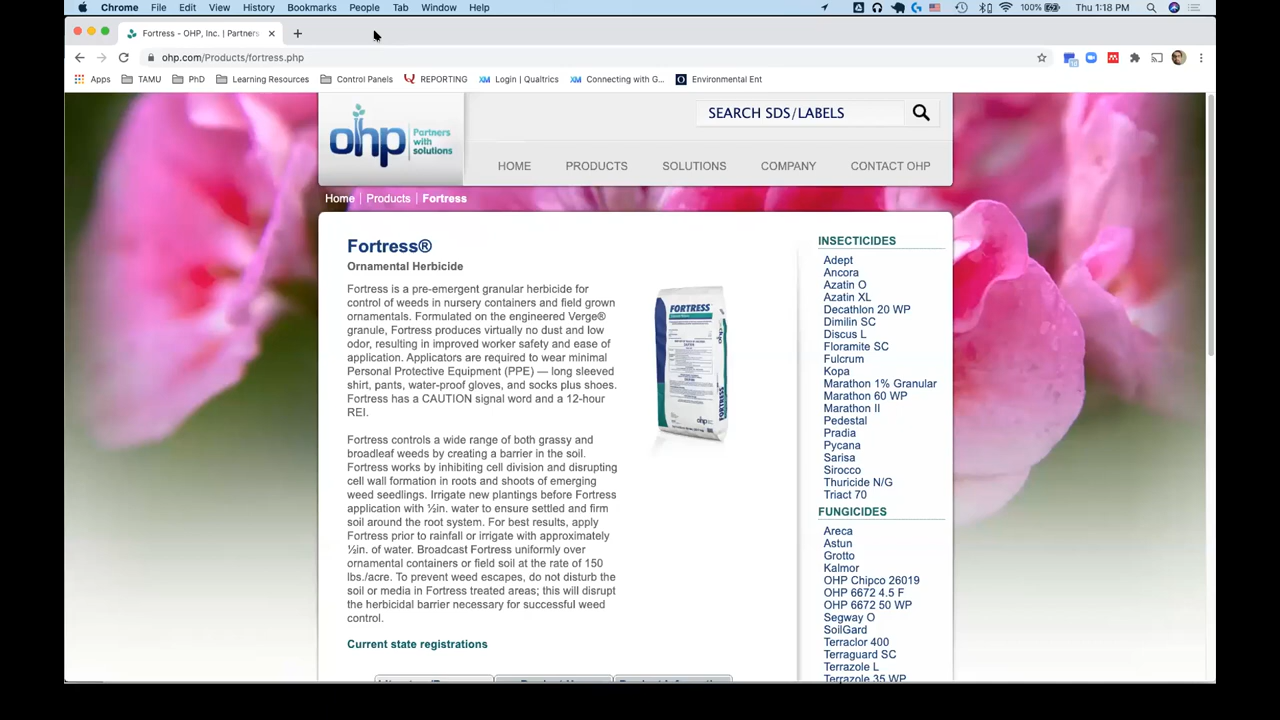 Chrome File Edit View History Bookmarks People Tab Window Help 100% Thu 1:18 PM
Fortress - OHP, Inc. | Partners
ohp.com/Products/fortress.php
Apps TAMU PhD Learning Resources Control Panels REPORTING Login | Qualtrics Connecting with G... Environmental Ent
ohp Partners with solutions
SEARCH SDS/LABELS
HOME PRODUCTS SOLUTIONS COMPANY CONTACT OHP
Home | Products | Fortress
Fortress®
Ornamental Herbicide
Fortress is a pre-emergent granular herbicide for
control of weeds in nursery containers and field grown
ornamentals. Formulated on the engineered Verge®
granule, Fortress produces virtually no dust and low
odor, resulting in improved worker safety and ease of
application. Applicators are required to wear minimal
Personal Protective Equipment (PPE) — long sleeved
shirt, pants, water-proof gloves, and socks plus shoes.
Fortress has a CAUTION signal word and a 12-hour
REI.
Fortress controls a wide range of both grassy and
broadleaf weeds by creating a barrier in the soil.
Fortress works by inhibiting cell division and disrupting
cell wall formation in roots and shoots of emerging
weed seedlings. Irrigate new plantings before Fortress
application with ½in. water to ensure settled and firm
soil around the root system. For best results, apply
Fortress prior to rainfall or irrigate with approximately
½in. of water. Broadcast Fortress uniformly over
ornamental containers or field soil at the rate of 150
lbs./acre. To prevent weed escapes, do not disturb the
soil or media in Fortress treated areas; this will disrupt
the herbicidal barrier necessary for successful weed
control.
Current state registrations
FORTRESS
INSECTICIDES
Adept
Ancora
Azatin O
Azatin XL
Decathlon 20 WP
Dimilin SC
Discus L
Floramite SC
Fulcrum
Kopa
Marathon 1% Granular
Marathon 60 WP
Marathon II
Pedestal
Pradia
Pycana
Sarisa
Sirocco
Thuricide N/G
Triact 70
FUNGICIDES
Areca
Astun
Grotto
Kalmor
OHP Chipco 26019
OHP 6672 4.5 F
OHP 6672 50 WP
Segway O
SoilGard
Terraclor 400
Terraguard SC
Terrazole L
Terrazole 35 WP